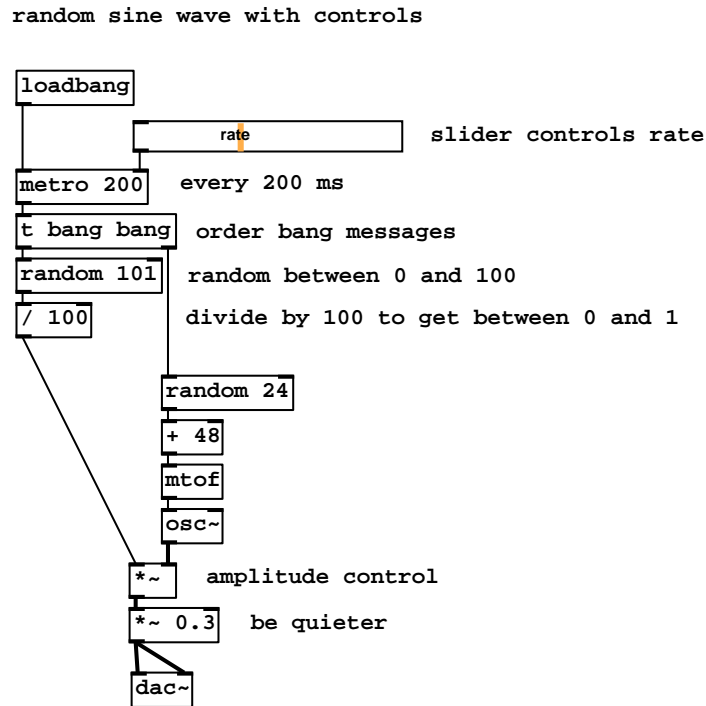 random sine wave with controls
loadbang
rate
slider controls rate
metro 200
every 200 ms
t bang bang
order bang messages
random 101
random between 0 and 100
/ 100
divide by 100 to get between 0 and 1
random 24
+ 48
mtof
osc~
*~
amplitude control
*~ 0.3
be quieter
dac~